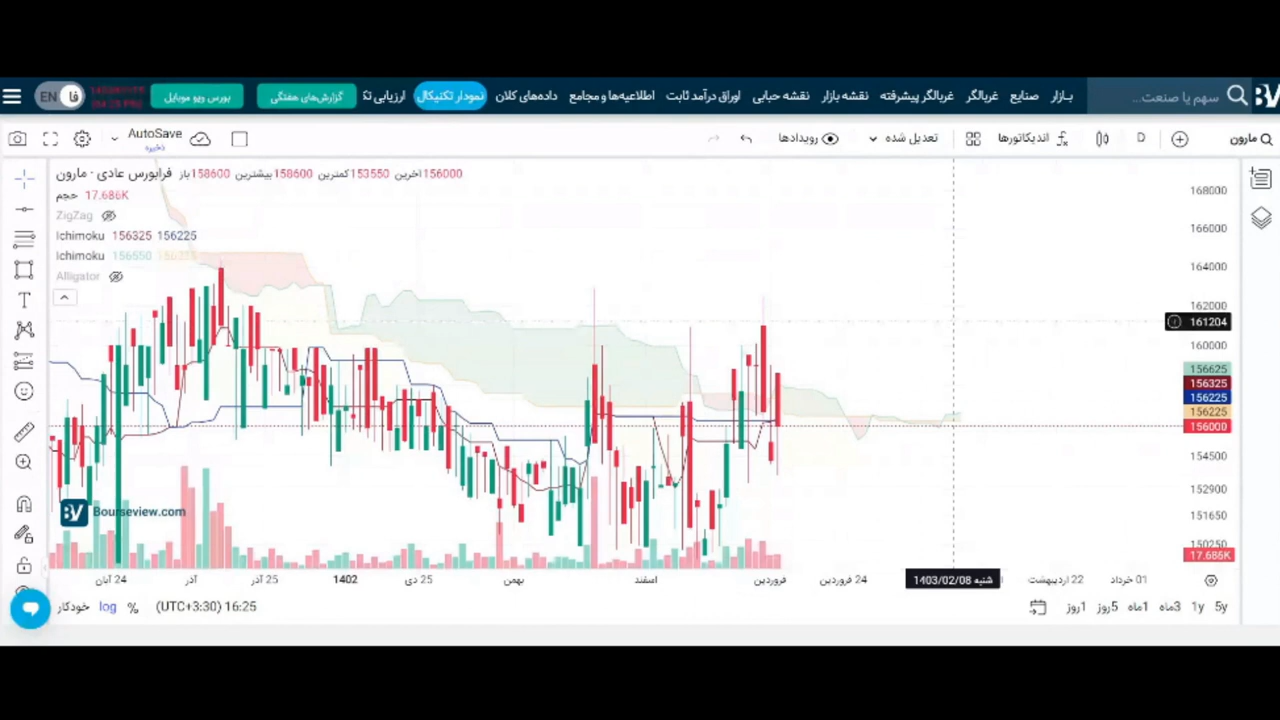 بازار صنایع غربالگر غربالگر پیشرفته نقشه بازار نقشه حبابی اوراق درآمد ثابت اطلاعیه‌ها و مجامع داده‌های کلان نمودار تکنیکال ارزیابی تک گزارش‌های هفتگی بورس ویو موبایل فا EN
سهم یا صنعت...
BV
مارون D اندیکاتورها تعدیل شده رویدادها AutoSave
ذخیره
مارون - فرابورس عادی باز 158600 بیشترین 158600 کمترین 153550 آخرین 156000
حجم 17.686K
ZigZag
Ichimoku 156325 156225
Ichimoku 156550
Alligator
168000
166000
164000
162000
161204
160000
156625
156325
156225
156225
156000
154500
152900
151650
150250
17.686K
BV Bourseview.com
24 آبان آذر 25 آذر 1402 25 دی بهمن اسفند فروردین 24 فروردین شنبه 1403/02/08 22 اردیبهشت 01 خرداد
خودکار log % 16:25 (UTC+3:30) 1روز 5روز 1ماه 3ماه 1y 5y